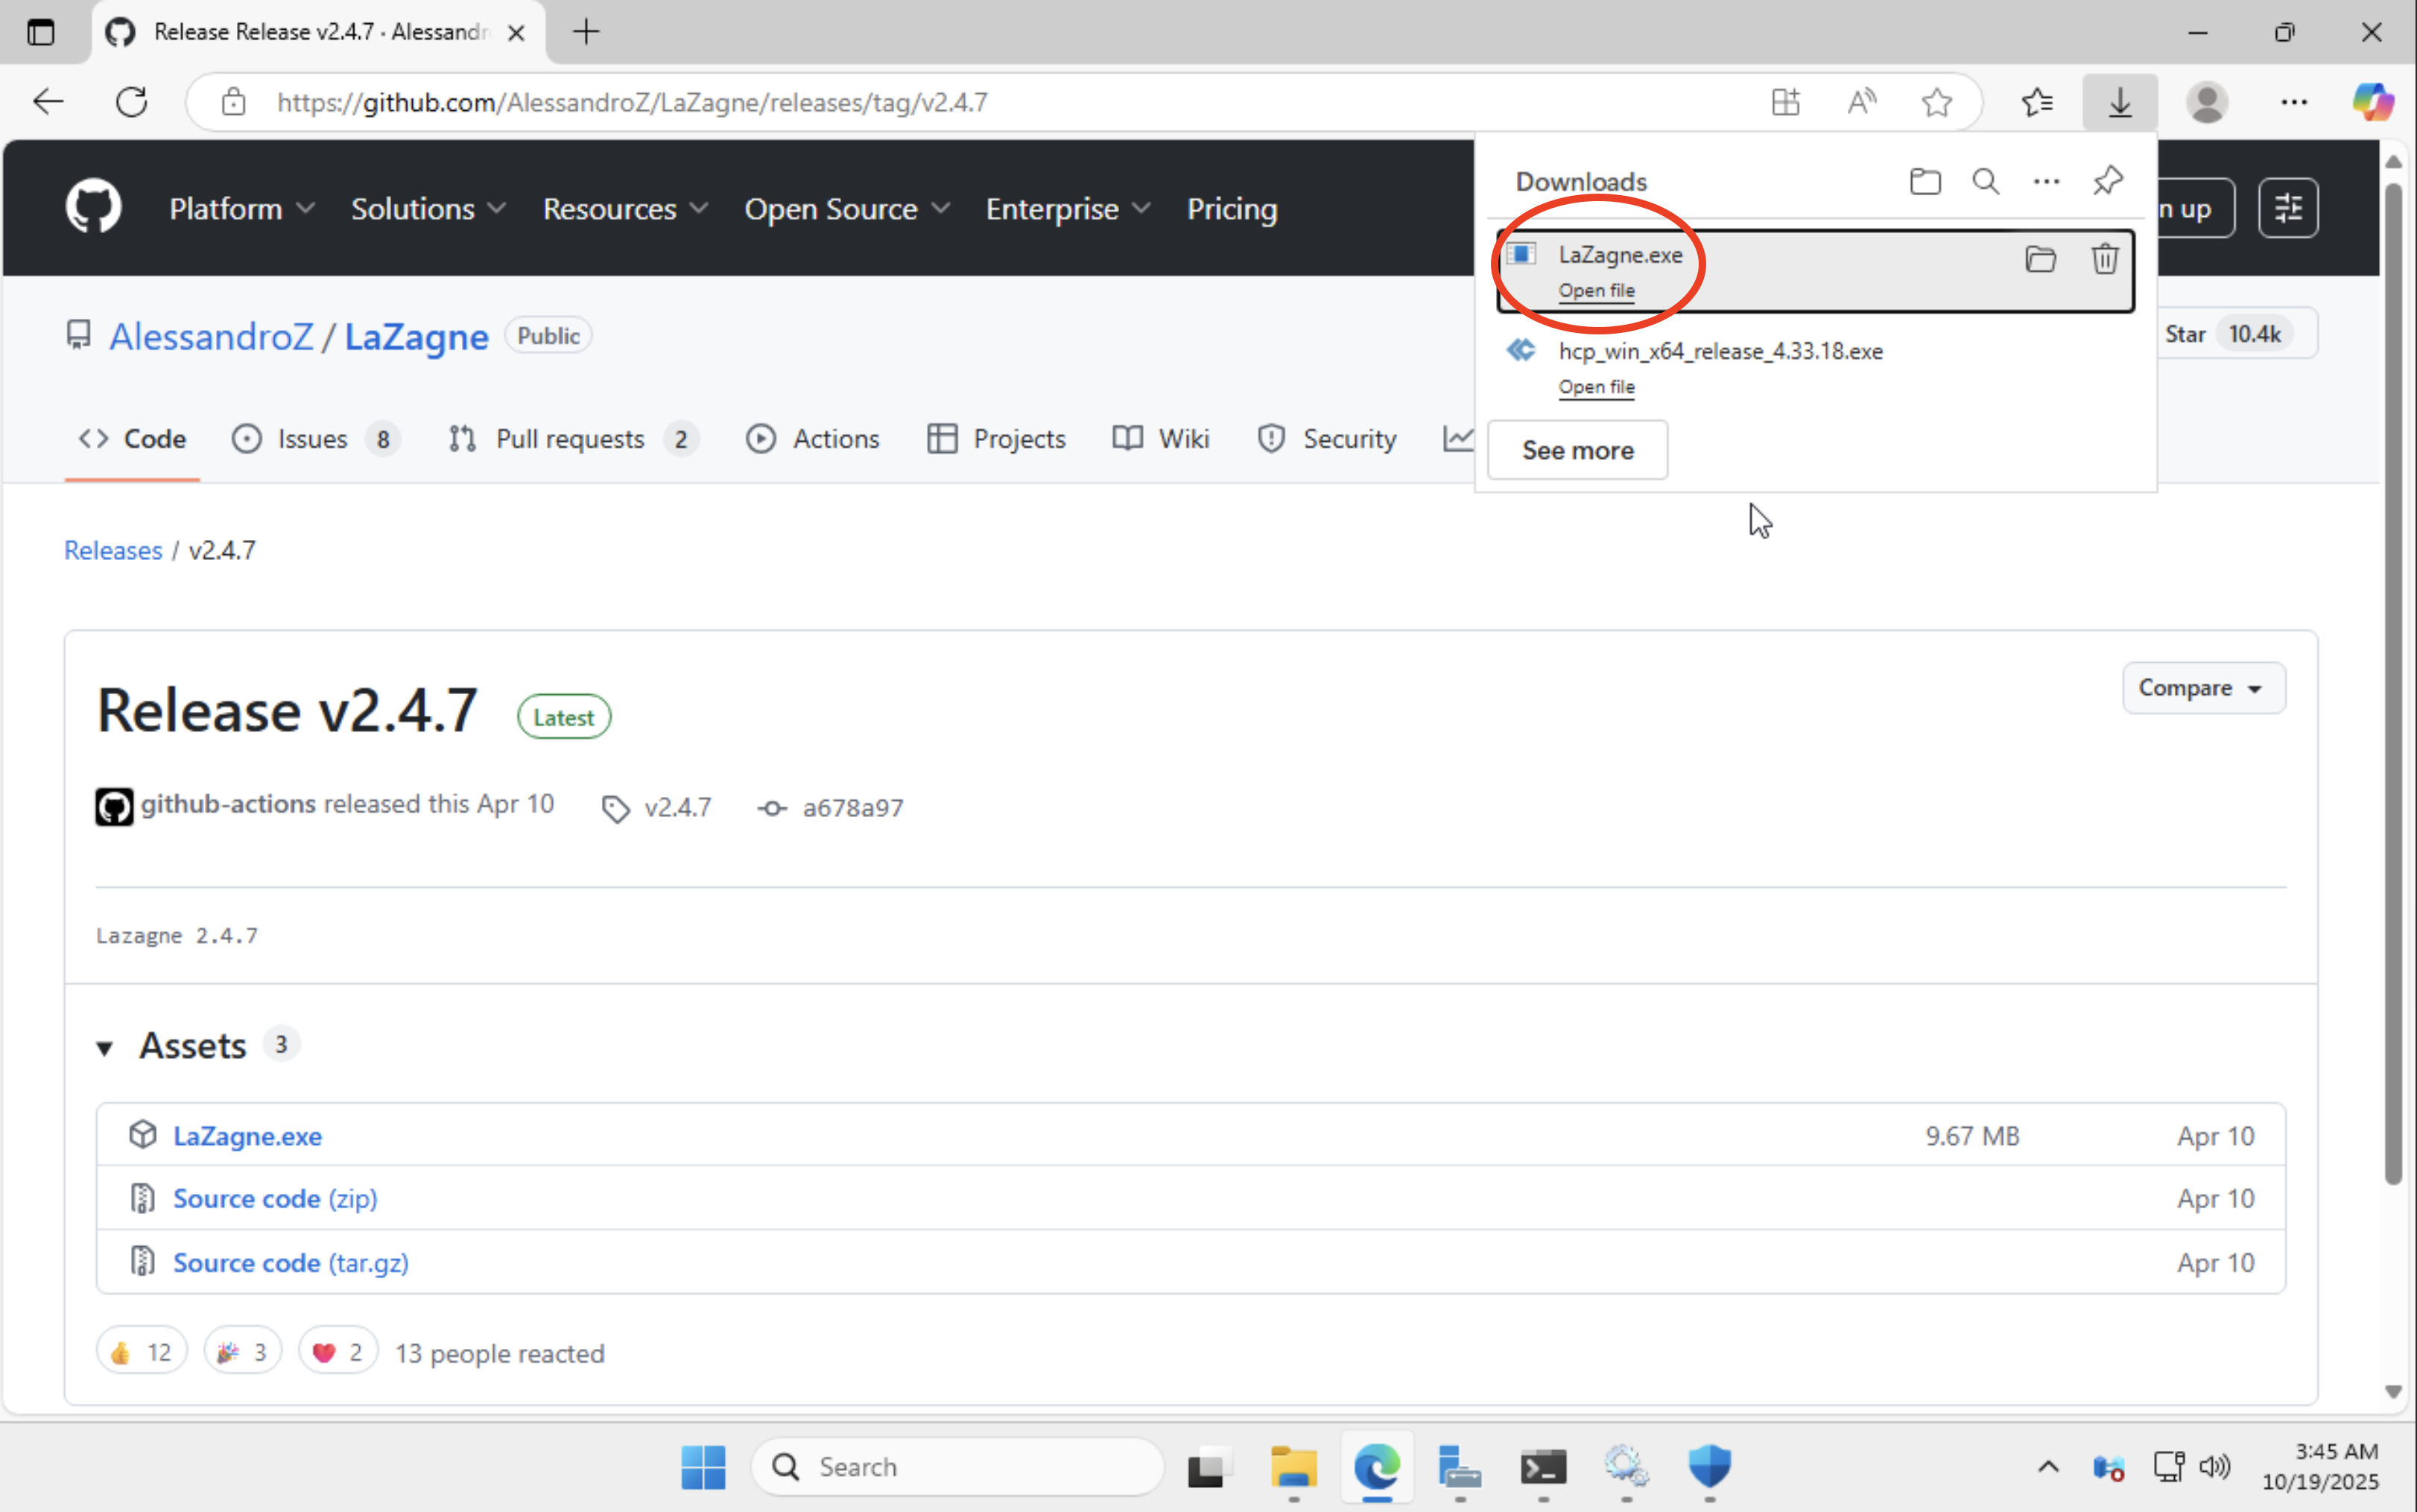 Release Release v2.4.7 · Alessandr
https://github.com/AlessandroZ/LaZagne/releases/tag/v2.4.7
Platform Solutions Resources Open Source Enterprise Pricing
n up
Downloads
LaZagne.exe
Open file
hcp_win_x64_release_4.33.18.exe
Open file
See more
AlessandroZ / LaZagne Public
Star 10.4k
Code Issues 8 Pull requests 2 Actions Projects Wiki Security
Releases / v2.4.7
Release v2.4.7 Latest
Compare
github-actions released this Apr 10 v2.4.7 a678a97
Lazagne 2.4.7
Assets 3
LaZagne.exe 9.67 MB Apr 10
Source code (zip) Apr 10
Source code (tar.gz) Apr 10
12 3 2 13 people reacted
Search
3:45 AM
10/19/2025